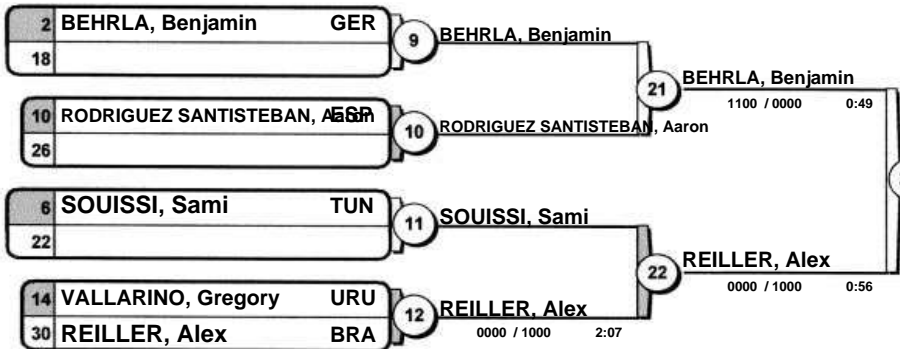 2 BEHRLA, Benjamin GER
18
9 BEHRLA, Benjamin
10 RODRIGUEZ SANTISTEBAN, Aaron ESP
26
10 RODRIGUEZ SANTISTEBAN, Aaron
21 BEHRLA, Benjamin
1100 / 0000 0:49
6 SOUISSI, Sami TUN
22
11 SOUISSI, Sami
14 VALLARINO, Gregory URU
30 REILLER, Alex BRA
12 REILLER, Alex
0000 / 1000 2:07
22 REILLER, Alex
0000 / 1000 0:56